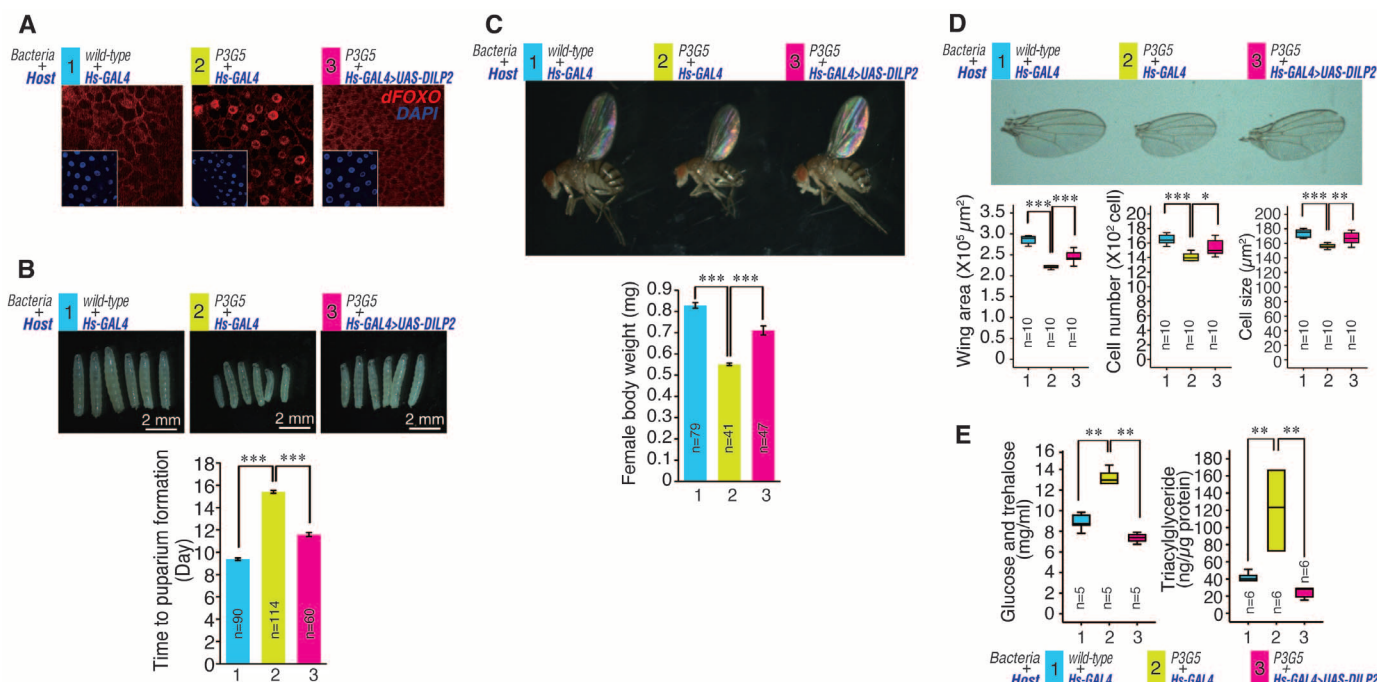 A
Bacteria + Host
1 wild-type + Hs-GAL4
2 P3G5 + Hs-GAL4
3 P3G5 + Hs-GAL4>UAS-DILP2
dFOXO
DAPI
B
Bacteria + Host
1 wild-type + Hs-GAL4
2 P3G5 + Hs-GAL4
3 P3G5 + Hs-GAL4>UAS-DILP2
2 mm
2 mm
2 mm
Time to puparium formation
(Day)
18
16
14
12
10
8
6
4
2
0
*** ***
n=90
n=114
n=60
1 2 3
C
Bacteria + Host
1 wild-type + Hs-GAL4
2 P3G5 + Hs-GAL4
3 P3G5 + Hs-GAL4>UAS-DILP2
Female body weight (mg)
0.9
0.8
0.7
0.6
0.5
0.4
0.3
0.2
0.1
0
*** ***
n=79
n=41
n=47
1 2 3
D
Bacteria + Host
1 wild-type + Hs-GAL4
2 P3G5 + Hs-GAL4
3 P3G5 + Hs-GAL4>UAS-DILP2
Wing area (X10⁵ µm²)
3.5
3.0
2.5
2.0
1.5
1.0
0.5
0
*** ***
n=10
n=10
n=10
1 2 3
Cell number (X10² cell)
20
18
16
14
12
10
8
6
4
2
0
*** *
n=10
n=10
n=10
1 2 3
Cell size (µm²)
200
180
160
140
120
100
80
60
40
20
0
*** **
n=10
n=10
n=10
1 2 3
E
Glucose and trehalose
(mg/ml)
16
14
12
10
8
6
4
2
0
** **
n=5
n=5
n=5
1 2 3
Triacylglyceride
(ng/µg protein)
180
160
140
120
100
80
60
40
20
0
** **
n=6
n=6
n=6
1 2 3
Bacteria + Host
1 wild-type + Hs-GAL4
2 P3G5 + Hs-GAL4
3 P3G5 + Hs-GAL4>UAS-DILP2